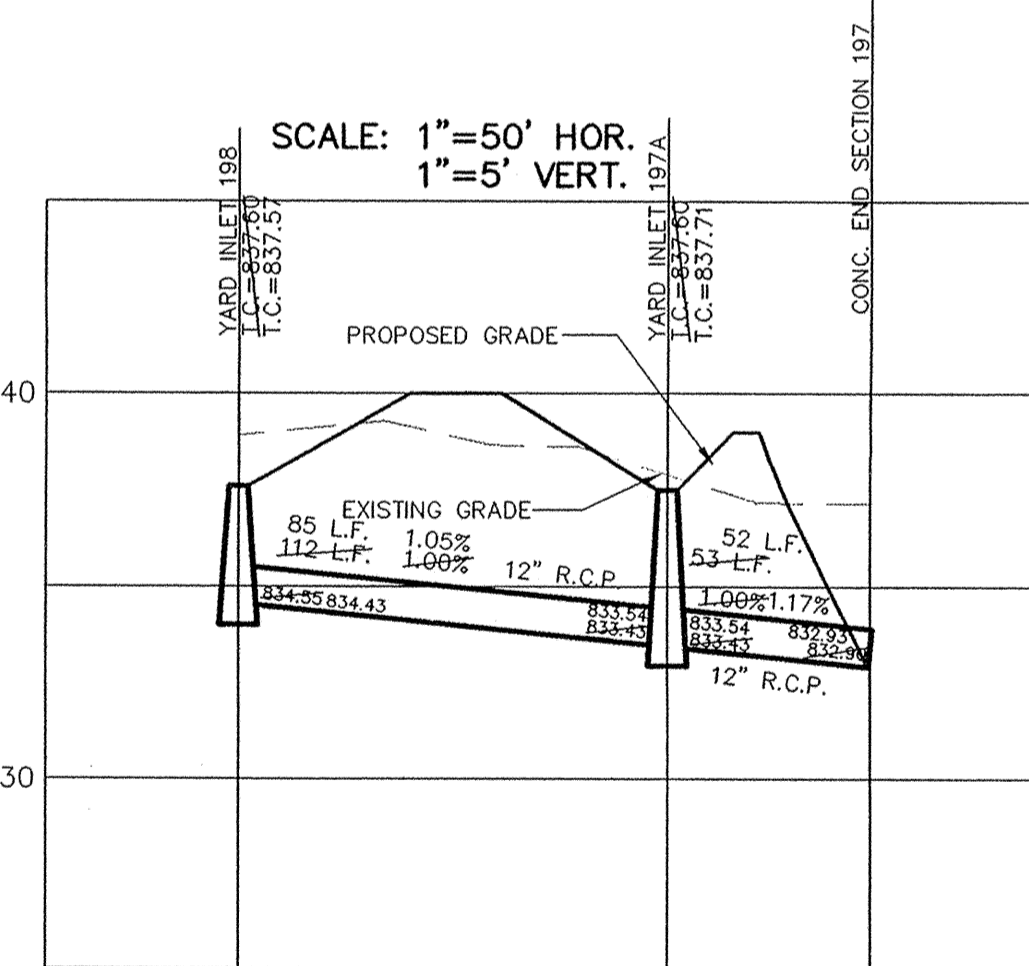 SCALE: 1"=50' HOR.
1"=5' VERT.
YARD INLET 198
T.C.=837.60
T.C.=837.57
YARD INLET 197A
T.C.=837.60
T.C.=837.71
CONC. END SECTION 197
PROPOSED GRADE
40
EXISTING GRADE
85 L.F.
112 L.F.
1.05%
1.00%
12" R.C.P.
52 L.F.
53 L.F.
1.00% 1.17%
834.55 834.43
833.54
833.43
833.54
833.43
832.93
832.90
12" R.C.P.
30